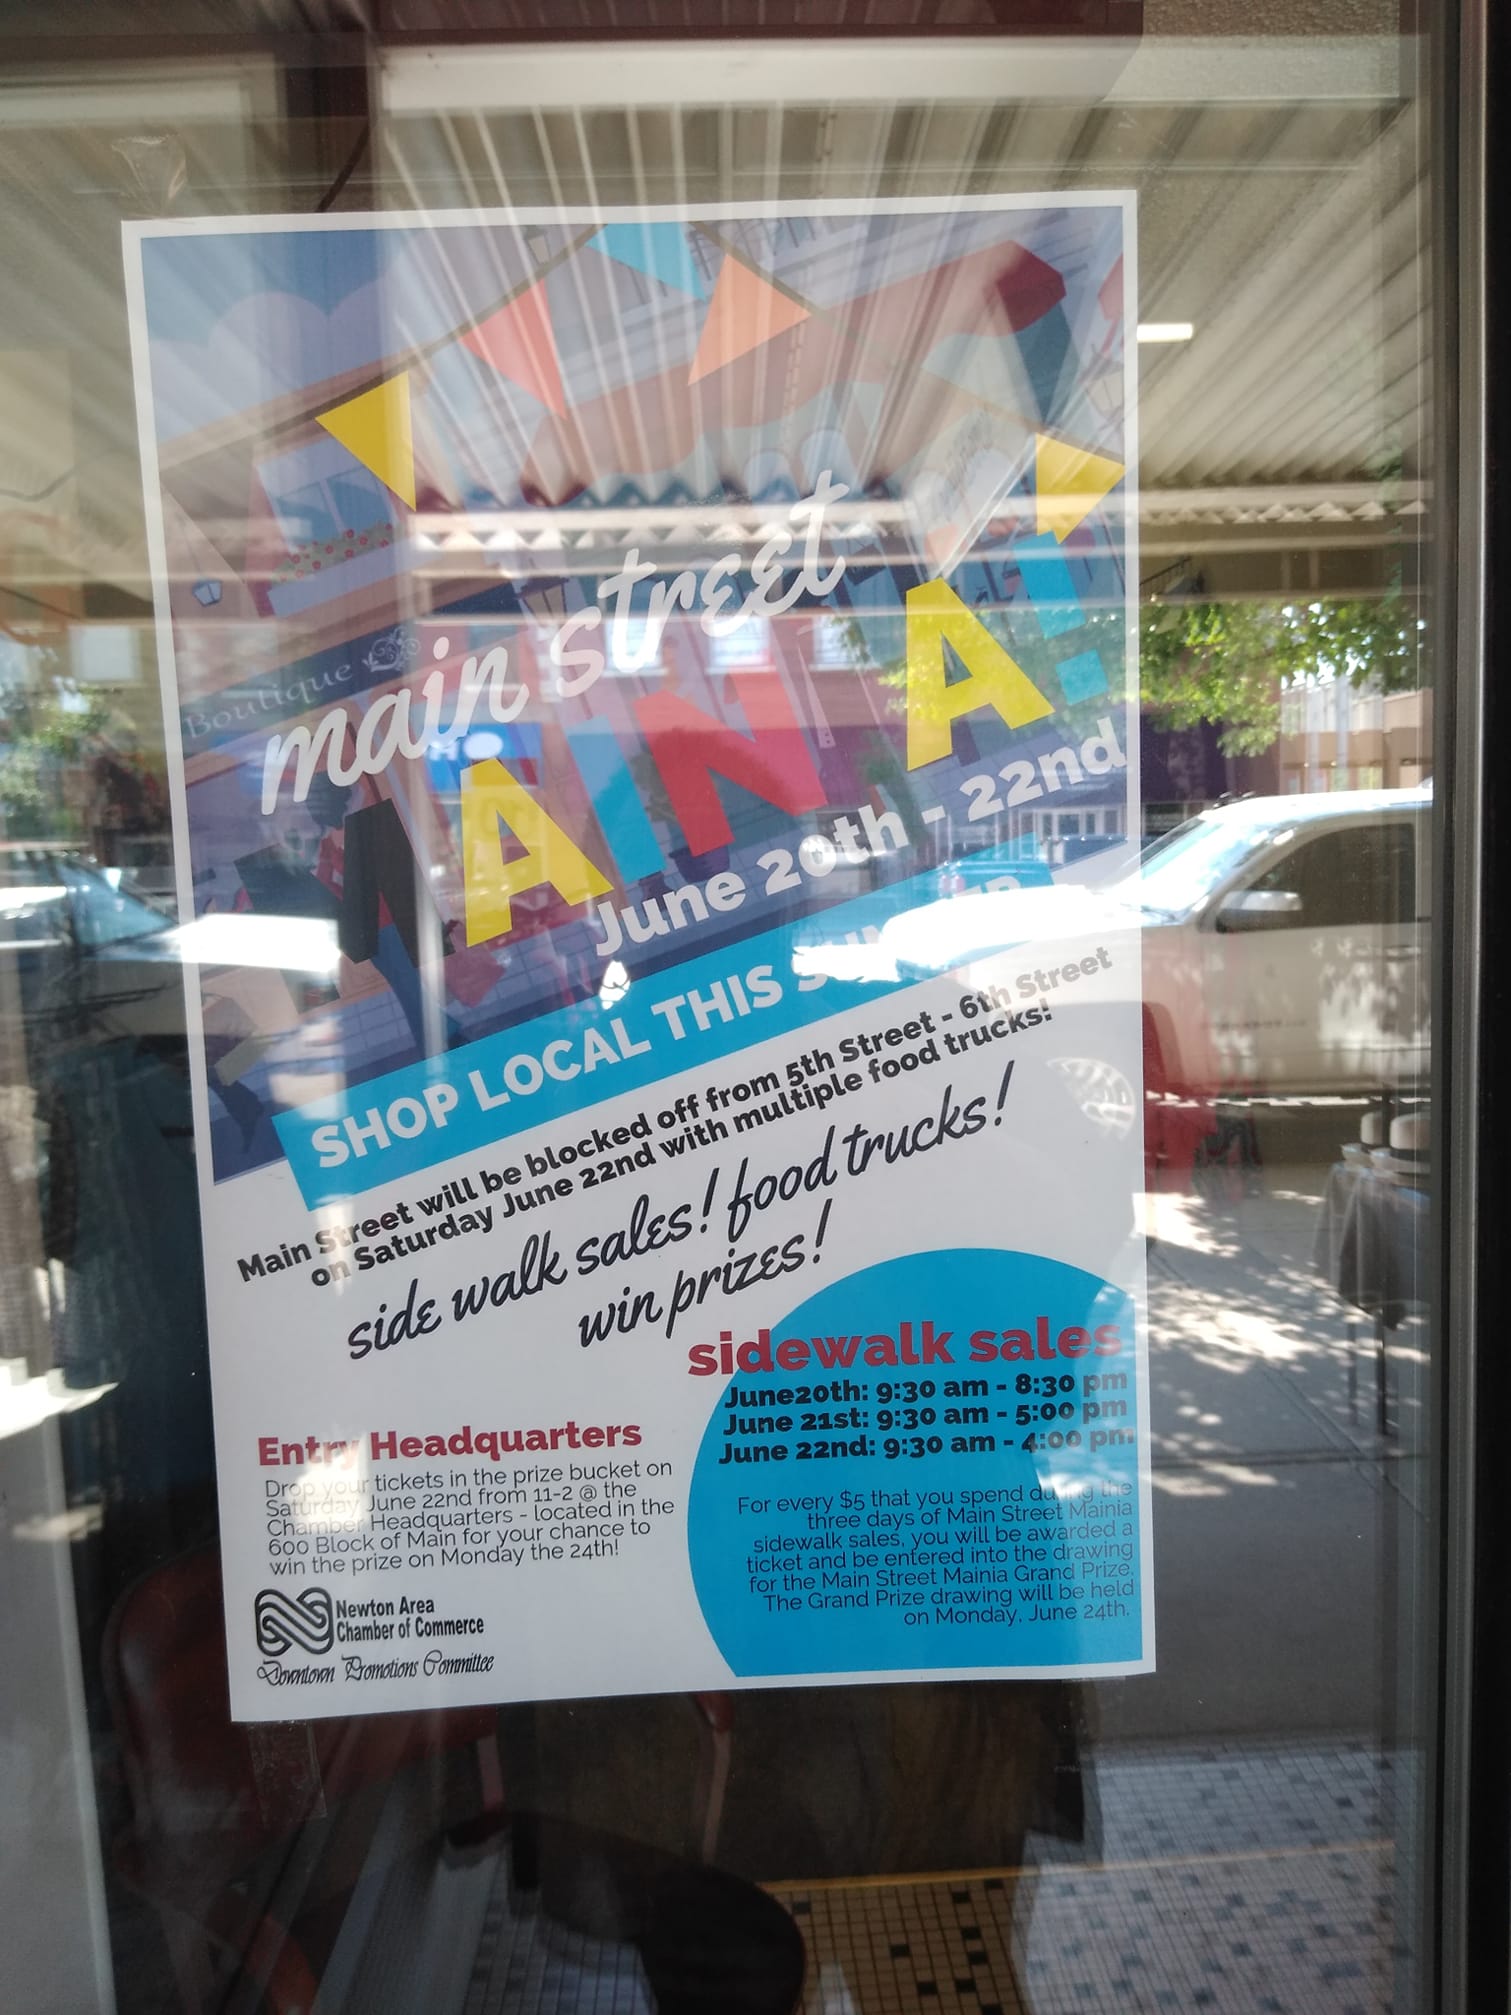 Boutique
main street
MAINIA!
June 20th - 22nd
SHOP LOCAL THIS SUMMER
Main Street will be blocked off from 5th Street - 6th Street
on Saturday June 22nd with multiple food trucks!
side walk sales! food trucks!
win prizes!
sidewalk sales
June20th: 9:30 am - 8:30 pm
June 21st: 9:30 am - 5:00 pm
June 22nd: 9:30 am - 4:00 pm
For every $5 that you spend during the
three days of Main Street Mainia
sidewalk sales, you will be awarded a
ticket and be entered into the drawing
for the Main Street Mainia Grand Prize.
The Grand Prize drawing will be held
on Monday, June 24th.
Entry Headquarters
Drop your tickets in the prize bucket on
Saturday June 22nd from 11-2 @ the
Chamber Headquarters - located in the
600 Block of Main for your chance to
win the prize on Monday the 24th!
Newton Area
Chamber of Commerce
Downtown Promotions Committee